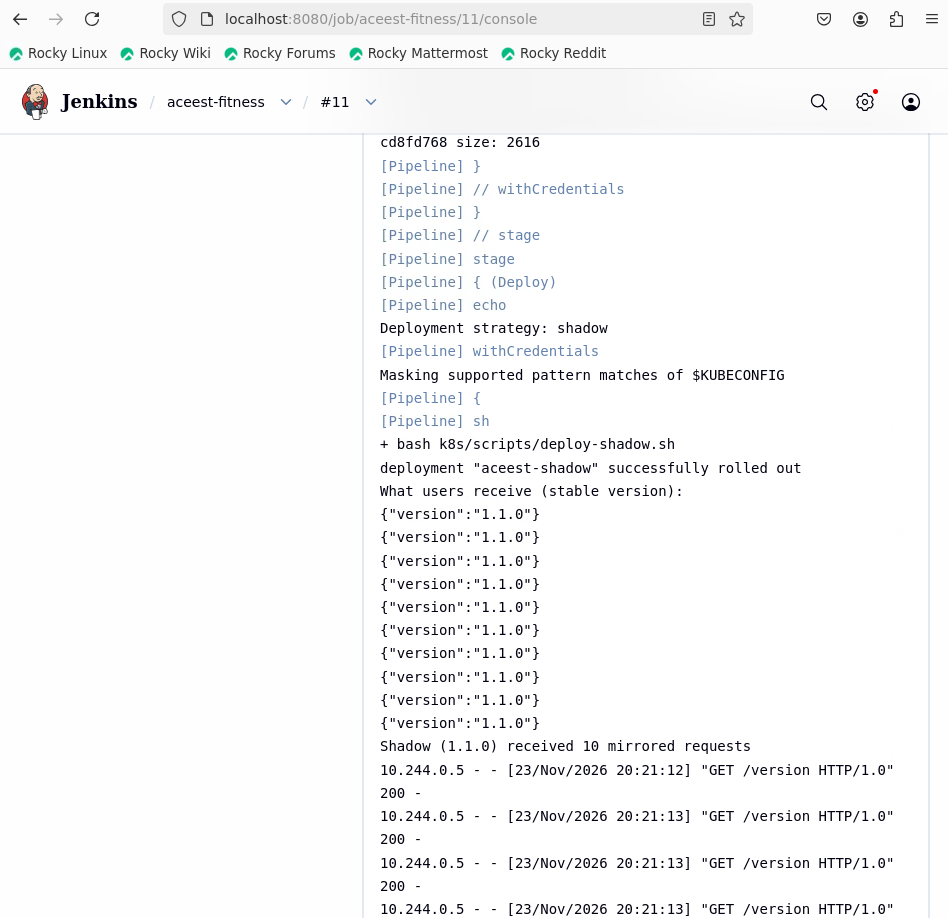 localhost:8080/job/aceest-fitness/11/console
Rocky Linux Rocky Wiki Rocky Forums Rocky Mattermost Rocky Reddit
Jenkins / aceest-fitness / #11
cd8fd768 size: 2616
[Pipeline] }
[Pipeline] // withCredentials
[Pipeline] }
[Pipeline] // stage
[Pipeline] stage
[Pipeline] { (Deploy)
[Pipeline] echo
Deployment strategy: shadow
[Pipeline] withCredentials
Masking supported pattern matches of $KUBECONFIG
[Pipeline] {
[Pipeline] sh
+ bash k8s/scripts/deploy-shadow.sh
deployment "aceest-shadow" successfully rolled out
What users receive (stable version):
{"version":"1.1.0"}
{"version":"1.1.0"}
{"version":"1.1.0"}
{"version":"1.1.0"}
{"version":"1.1.0"}
{"version":"1.1.0"}
{"version":"1.1.0"}
{"version":"1.1.0"}
{"version":"1.1.0"}
{"version":"1.1.0"}
Shadow (1.1.0) received 10 mirrored requests
10.244.0.5 - - [23/Nov/2026 20:21:12] "GET /version HTTP/1.0"
200 -
10.244.0.5 - - [23/Nov/2026 20:21:13] "GET /version HTTP/1.0"
200 -
10.244.0.5 - - [23/Nov/2026 20:21:13] "GET /version HTTP/1.0"
200 -
10.244.0.5 - - [23/Nov/2026 20:21:13] "GET /version HTTP/1.0"